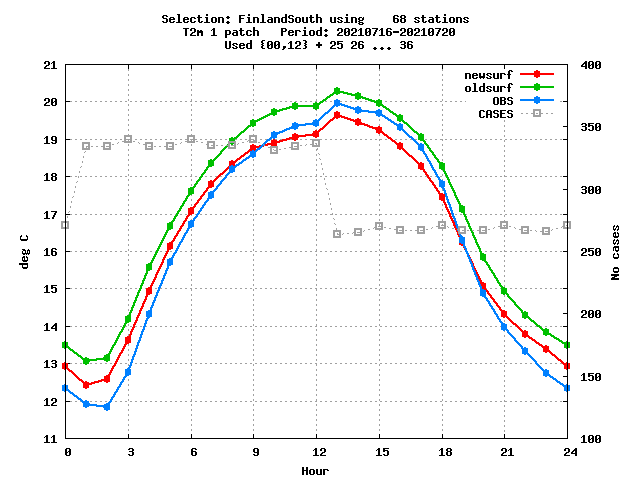 Selection: FinlandSouth using    68 stations
T2m 1 patch   Period: 20210716-20210720
Used {00,12} + 25 26 ... 36
newsurf
oldsurf
OBS
CASES
21
20
19
18
17
16
15
14
13
12
11
deg C
400
350
300
250
200
150
100
No cases
0 3 6 9 12 15 18 21 24
Hour